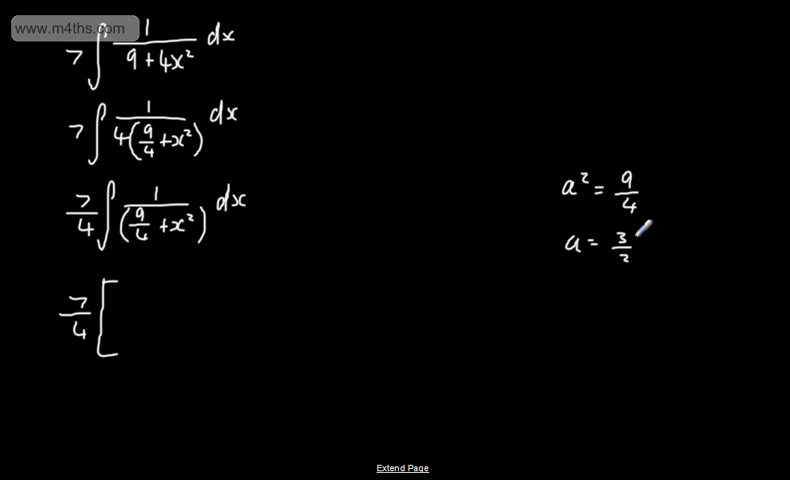 www.m4ths.com
7∫ 1/(9 + 4x²) dx
7∫ 1/(4(9/4 + x²)) dx
7/4 ∫ 1/((9/4 + x²)) dx
7/4 [
a² = 9/4
a = 3/2
Extend Page